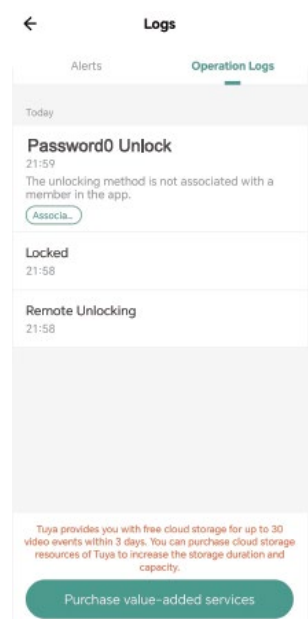 Logs
Alerts
Operation Logs
Today
Password0 Unlock
21:59
The unlocking method is not associated with a
member in the app.
Associa..
Locked
21:58
Remote Unlocking
21:58
Tuya provides you with free cloud storage for up to 30
video events within 3 days. You can purchase cloud storage
resources of Tuya to increase the storage duration and
capacity.
Purchase value-added services